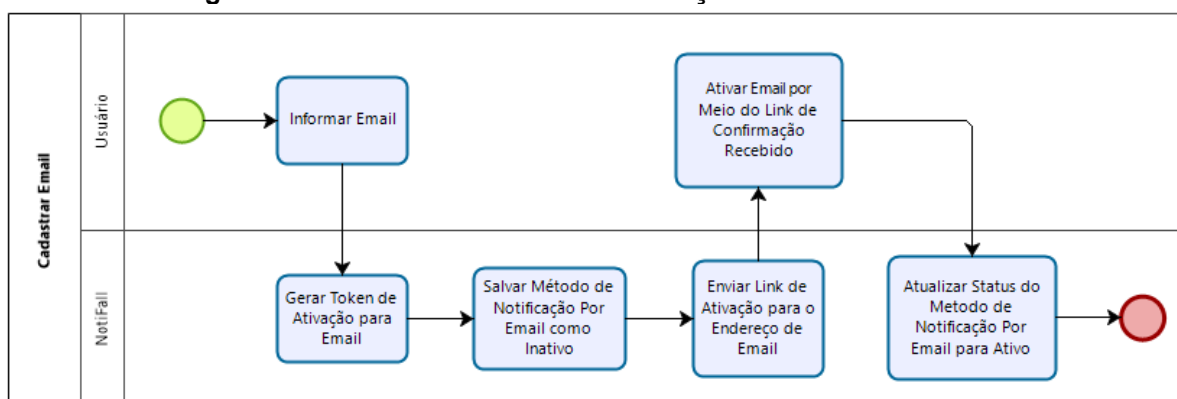 Cadastrar Email
Usuário
Informar Email
Ativar Email por
Meio do Link de
Confirmação
Recebido
NotiFall
Gerar Token de
Ativação para
Email
Salvar Método de
Notificação Por
Email como
Inativo
Enviar Link de
Ativação para o
Endereço de
Email
Atualizar Status do
Metodo de
Notificação Por
Email para Ativo